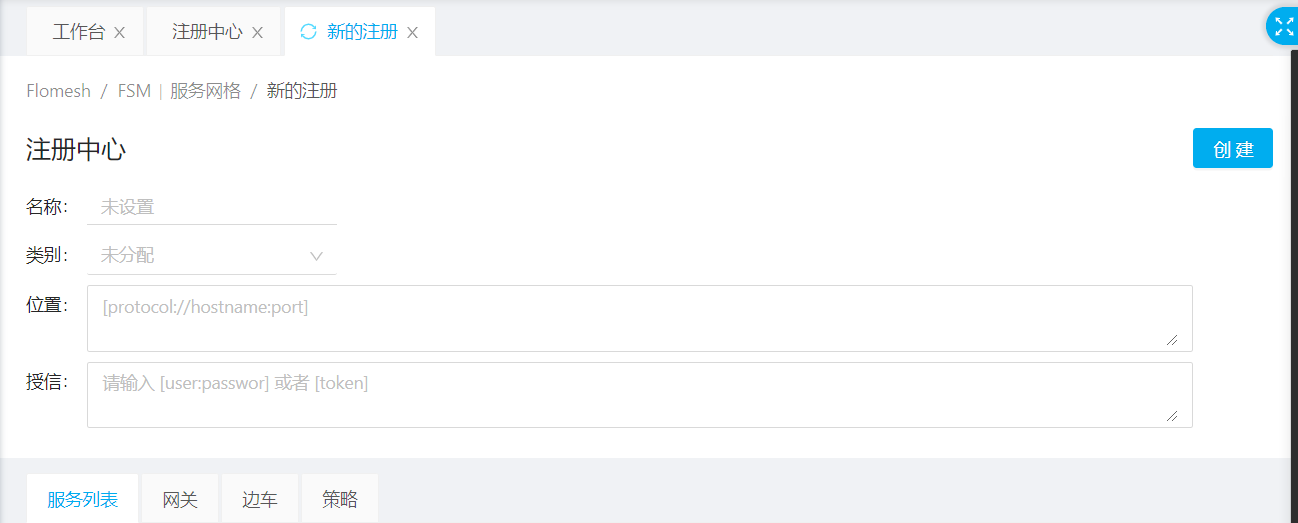 工作台 注册中心 新的注册
Flomesh / FSM | 服务网格 / 新的注册
注册中心 创建
名称: 未设置
类别: 未分配
位置: [protocol://hostname:port]
授信: 请输入 [user:passwor] 或者 [token]
服务列表 网关 边车 策略